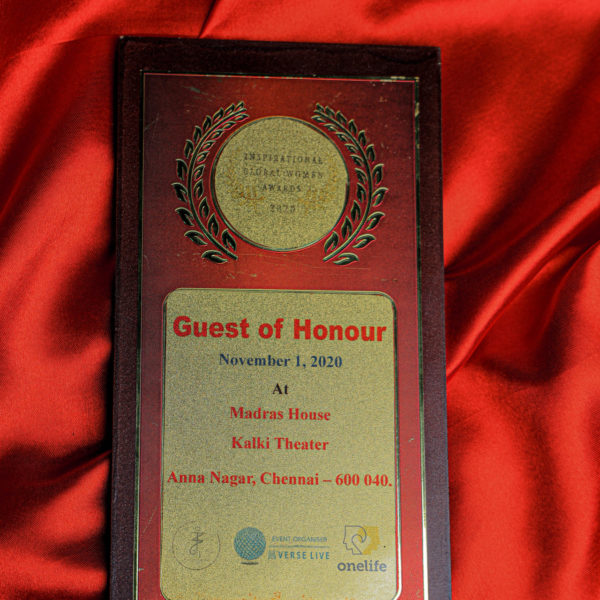 INSPIRATIONAL
GLOBAL WOMEN
AWARDS
2020
Guest of Honour
November 1, 2020
At
Madras House
Kalki Theater
Anna Nagar, Chennai – 600 040.
EVENT ORGANISER
VERSE LIVE
onelife